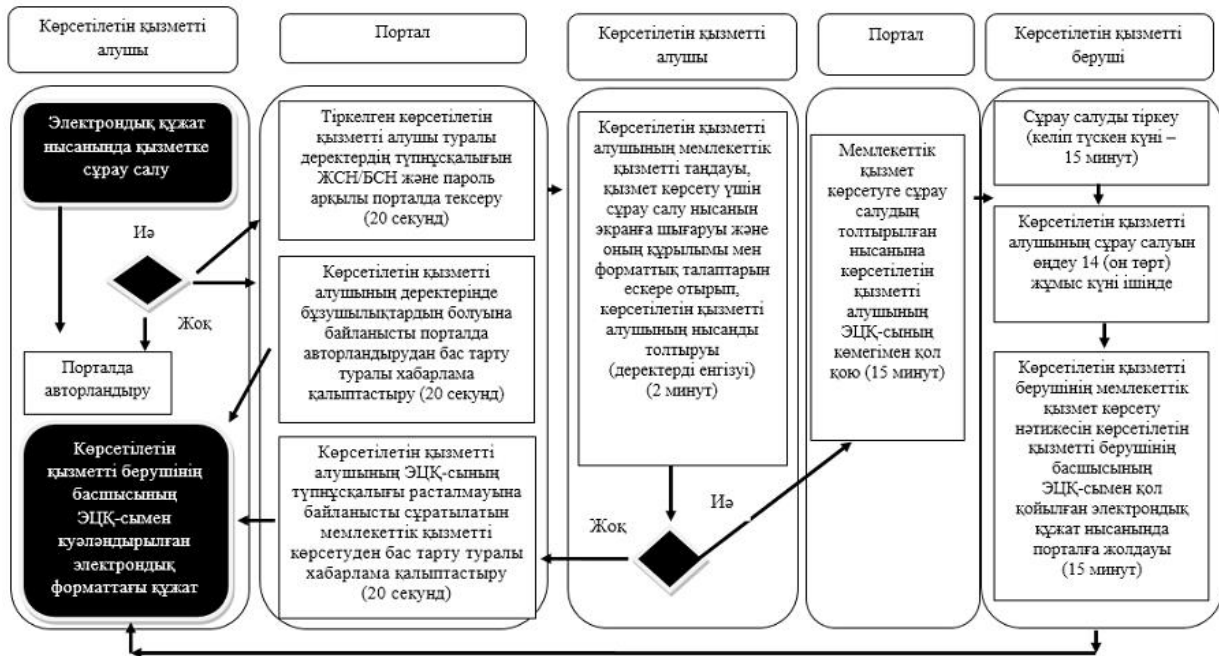 Көрсетілетін қызметті
алушы
Портал
Көрсетілетін қызметті
алушы
Портал
Көрсетілетін қызметті
беруші
Электрондық құжат
нысанында қызметке
сұрау салу
Иә
Жоқ
Порталда
авторландыру
Көрсетілетін
қызметті берушінің
басшысының
ЭЦҚ-сымен
куәләндырылған
электрондық
форматтағы құжат
Тіркелген көрсетілетін
қызметті алушы туралы
деректердің түпнұсқалығын
ЖСН/БСН және пароль
арқылы порталда тексеру
(20 секунд)
Көрсетілетін қызметті
алушының деректерінде
бұзушылықтардың болуына
байланысты порталда
авторландырудан бас тарту
туралы хабарлама
қалыптастыру (20 секунд)
Көрсетілетін қызметті
алушының ЭЦҚ-сының
түпнұсқалығы расталмауына
байланысты сұратылатын
мемлекеттік қызметті
көрсетуден бас тарту туралы
хабарлама қалыптастыру
(20 секунд)
Көрсетілетін қызметті
алушының мемлекеттік
қызметті таңдауы,
қызмет көрсету үшін
сұрау салу нысанын
экранға шығаруы және
оның құрылымы мен
форматтық талаптарын
ескере отырып,
көрсетілетін қызметті
алушының нысанды
толтыруы
(деректерді енгізуі)
(2 минут)
Жоқ
Иә
Мемлекеттік
қызмет
көрсетуге сұрау
салудың
толтырылған
нысанына
көрсетілетін
қызметті
алушының
ЭЦҚ-сының
көмегімен қол
қою (15 минут)
Сұрау салуды тіркеу
(келіп түскен күні –
15 минут)
Көрсетілетін қызметті
алушының сұрау салуын
өңдеу 14 (он төрт)
жұмыс күні ішінде
Көрсетілетін қызметті
берушінің мемлекеттік
қызмет көрсету
нәтижесін көрсетілетін
қызметті берушінің
басшысының
ЭЦҚ-сымен қол
қойылған электрондық
құжат нысанында
порталға жолдауы
(15 минут)